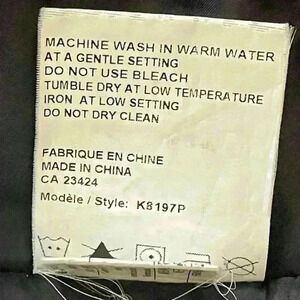 MACHINE WASH IN WARM WATER
AT A GENTLE SETTING
DO NOT USE BLEACH
TUMBLE DRY AT LOW TEMPERATURE
IRON AT LOW SETTING
DO NOT DRY CLEAN
FABRIQUE EN CHINE
MADE IN CHINA
CA 23424
Modèle / Style: K8197P